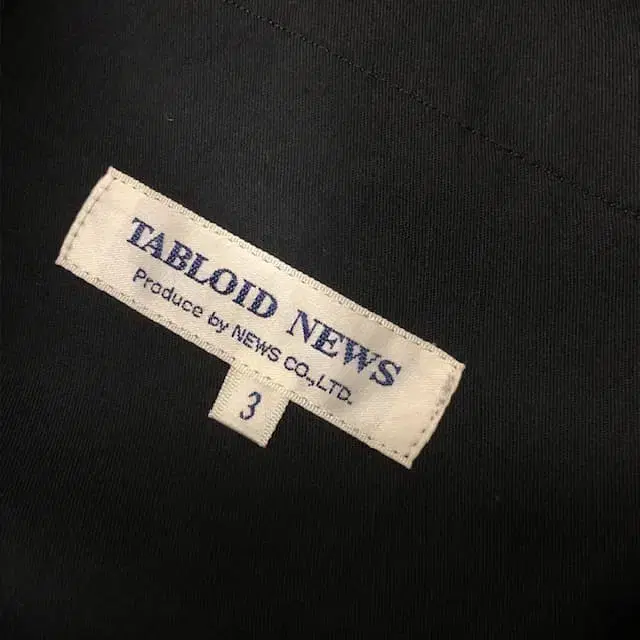 TABLOID NEWS
Produce by NEWS CO.,LTD.
3